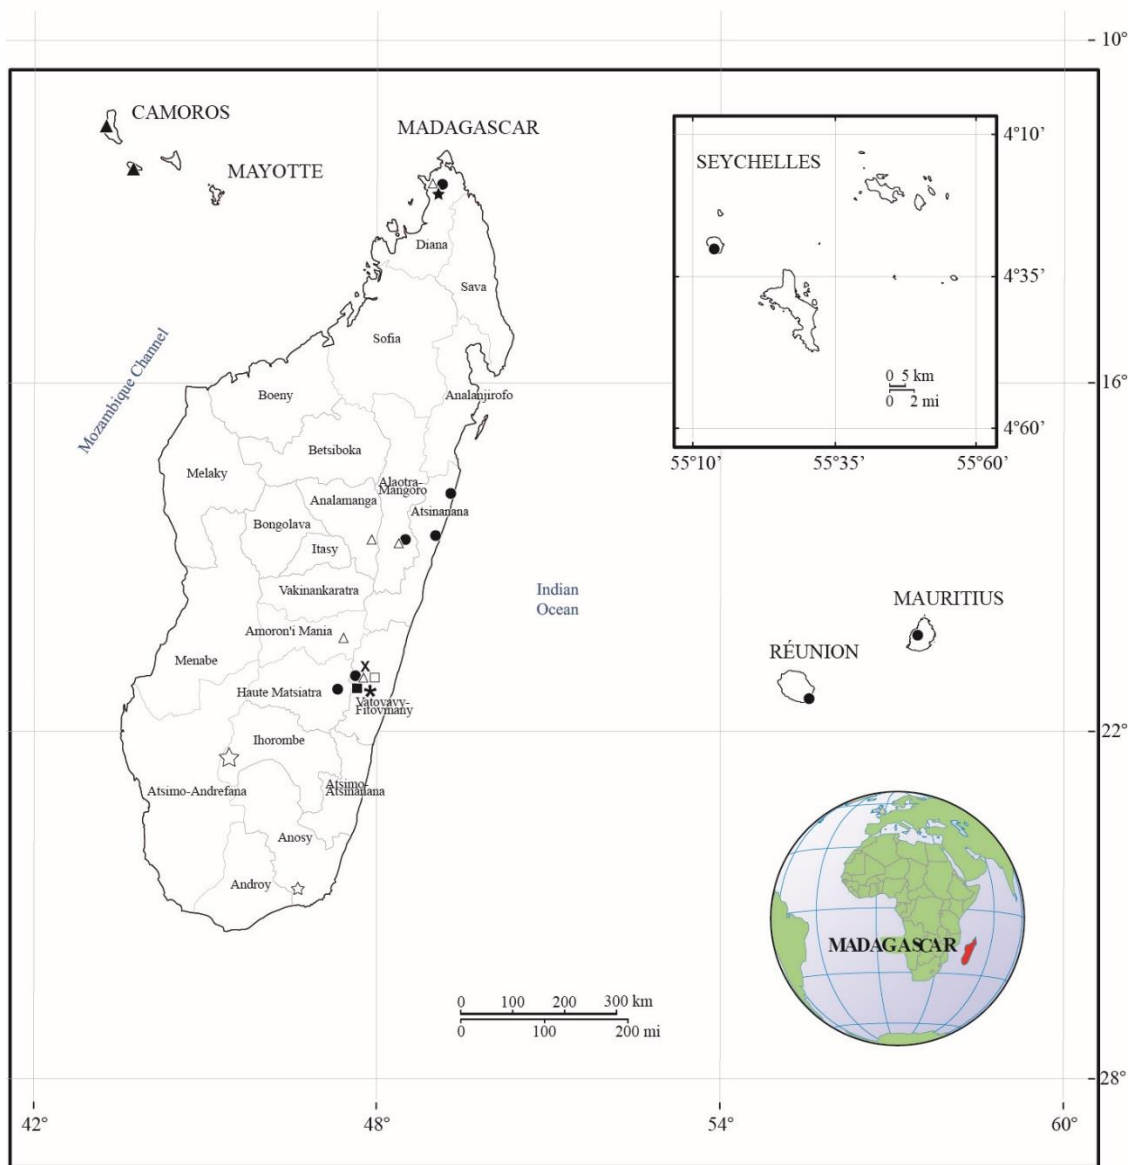 10°
CAMOROS
MADAGASCAR
4°10’
SEYCHELLES
MAYOTTE
Diana
4°35’
Sava
Sofia
Mozambique Channel
0 5 km
0 2 mi
16°
Boeny
Analanjirofo
4°60’
Betsiboka
55°10’ 55°35’ 55°60’
Melaky
Alaotra-
Mangoro
Analamanga
Atsinanana
Bongolava
Itasy
Vakinankaratra
Indian
Ocean
MAURITIUS
Amoron'i Mania
RÉUNION
Menabe
x
Haute Matsiatra
Vatovavy-
Fitovinany
22°
Ihorombe
Atsimo-Andrefana
Atsimo-
Atsinanana
Anosy
Androy
MADAGASCAR
0 100 200 300 km
0 100 200 mi
28°
42° 48° 54° 60°